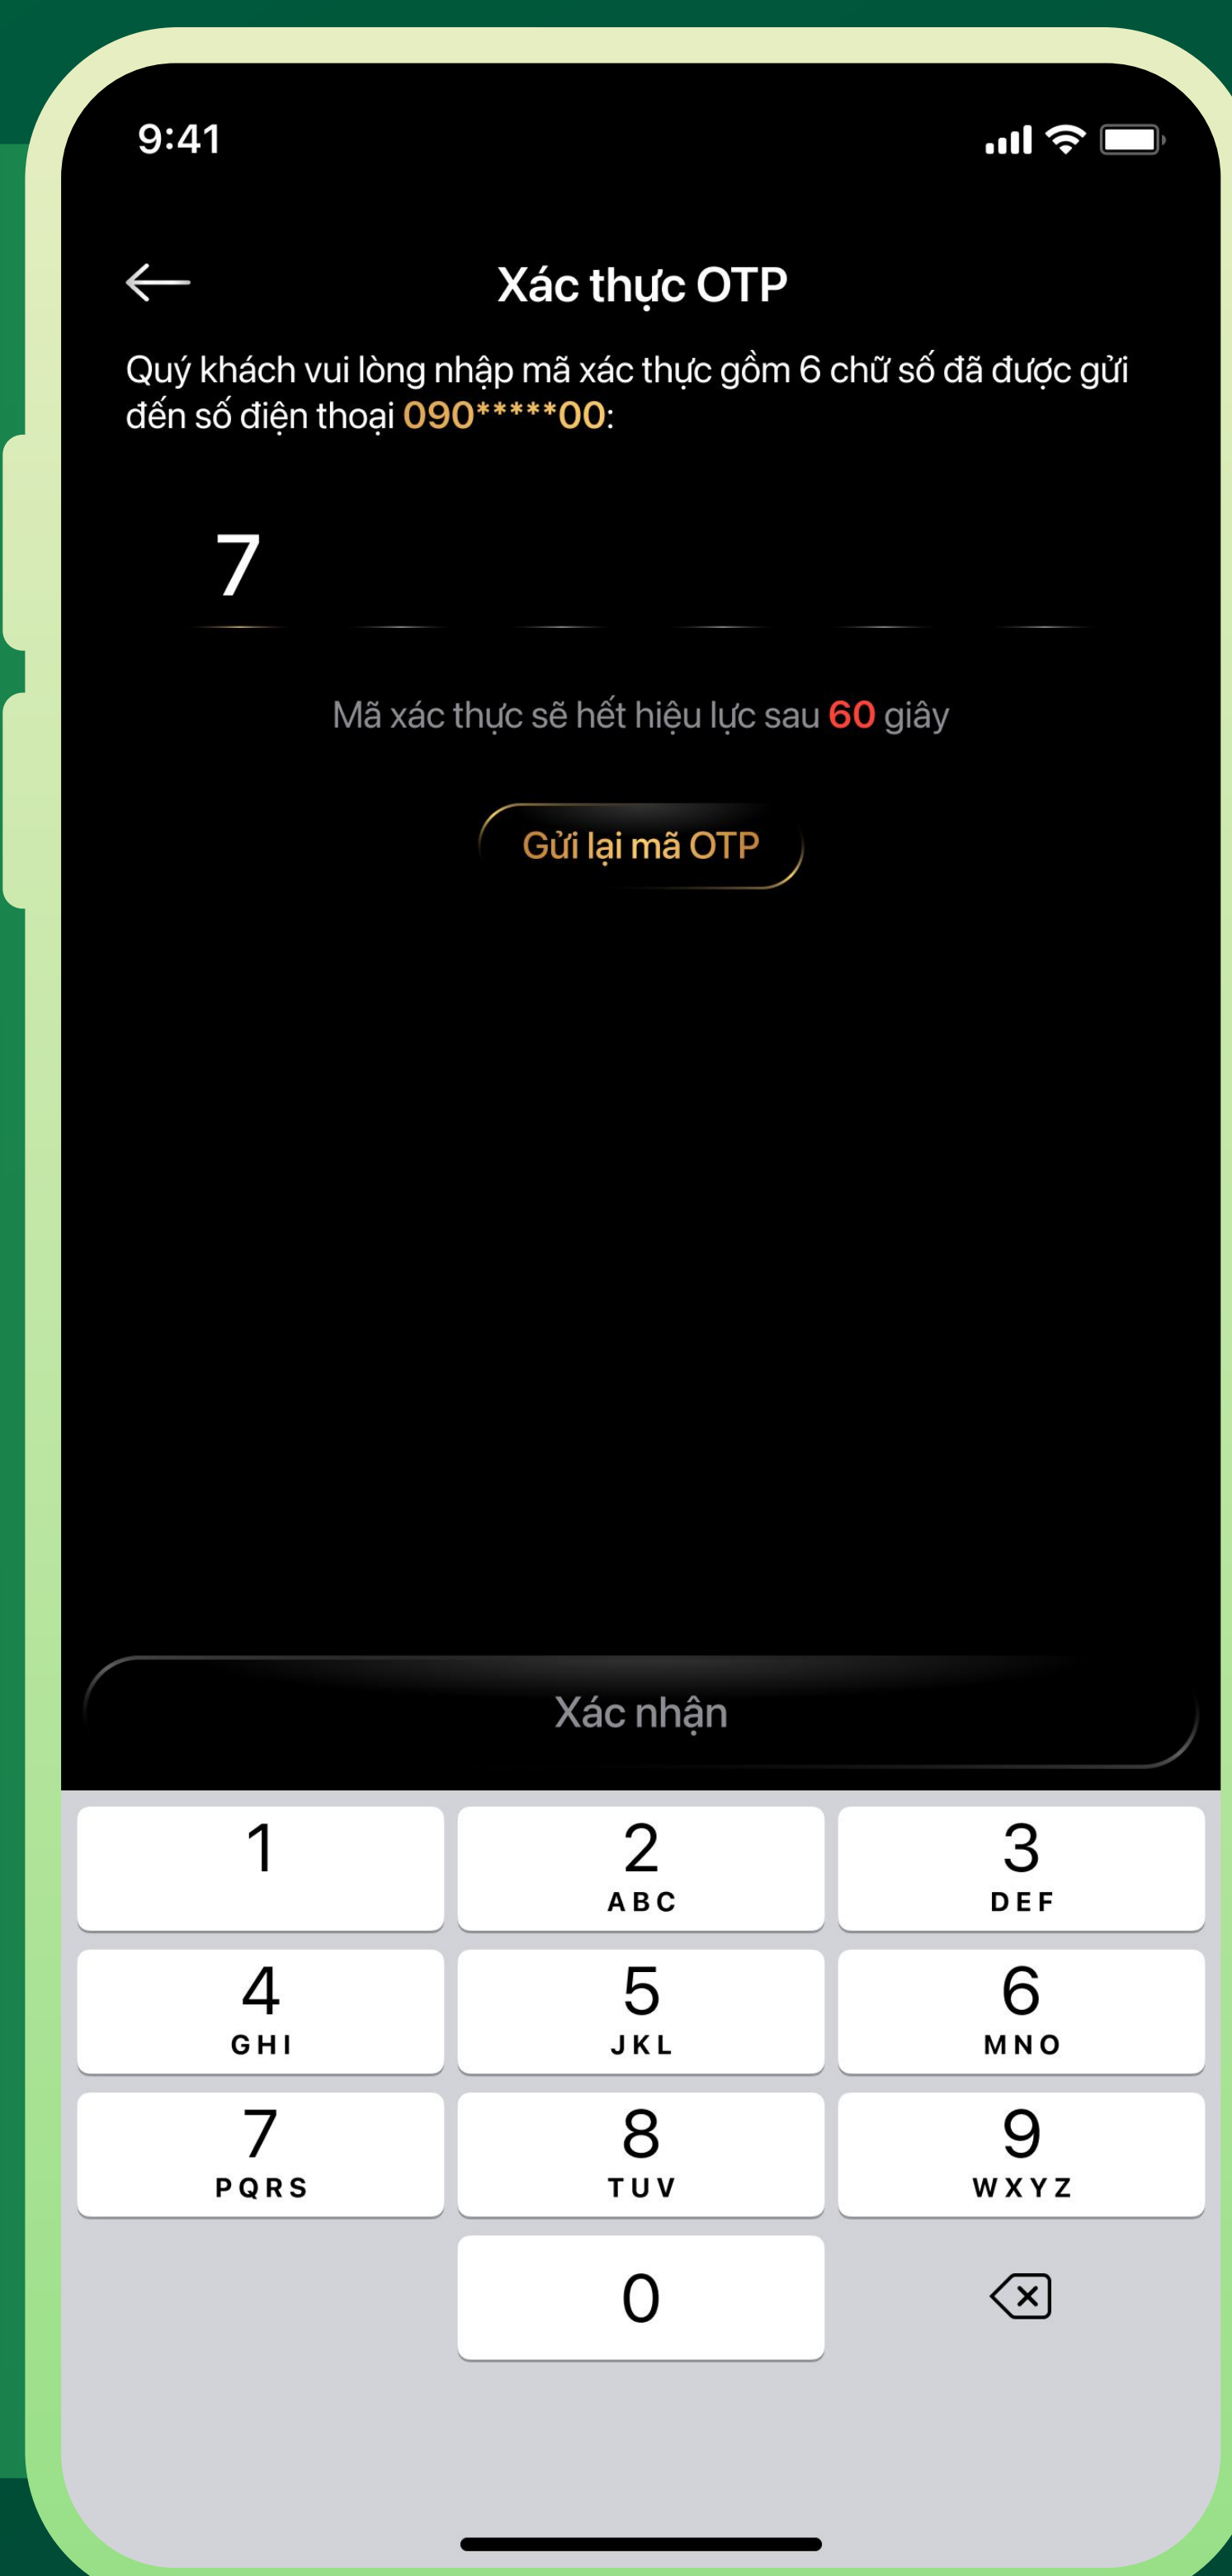 9:41
Xác thực OTP
Quý khách vui lòng nhập mã xác thực gồm 6 chữ số đã được gửi
đến số điện thoại 090*****00:
7
Mã xác thực sẽ hết hiệu lực sau 60 giây
Gửi lại mã OTP
Xác nhận
1 2 3
ABC DEF
4 5 6
GHI JKL MNO
7 8 9
PQRS TUV WXYZ
0